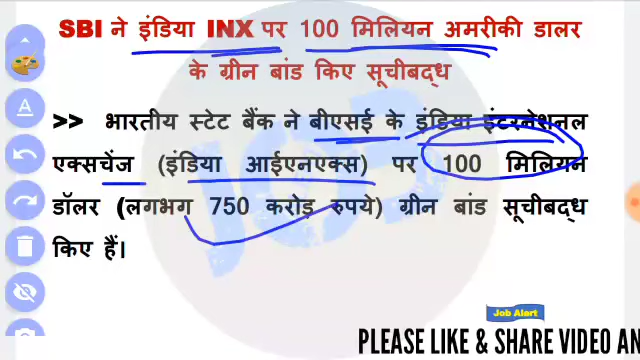 SBI ने इंडिया INX पर 100 मिलियन अमरीकी डालर
के ग्रीन बांड किए सूचीबद्ध
>> भारतीय स्टेट बैंक ने बीएसई के इंडिया इंटरनेशनल
एक्सचेंज (इंडिया आईएनएक्स) पर 100 मिलियन
डॉलर (लगभग 750 करोड़ रुपये) ग्रीन बांड सूचीबद्ध
किए हैं।
JOB
Job Alert
PLEASE LIKE & SHARE VIDEO AN